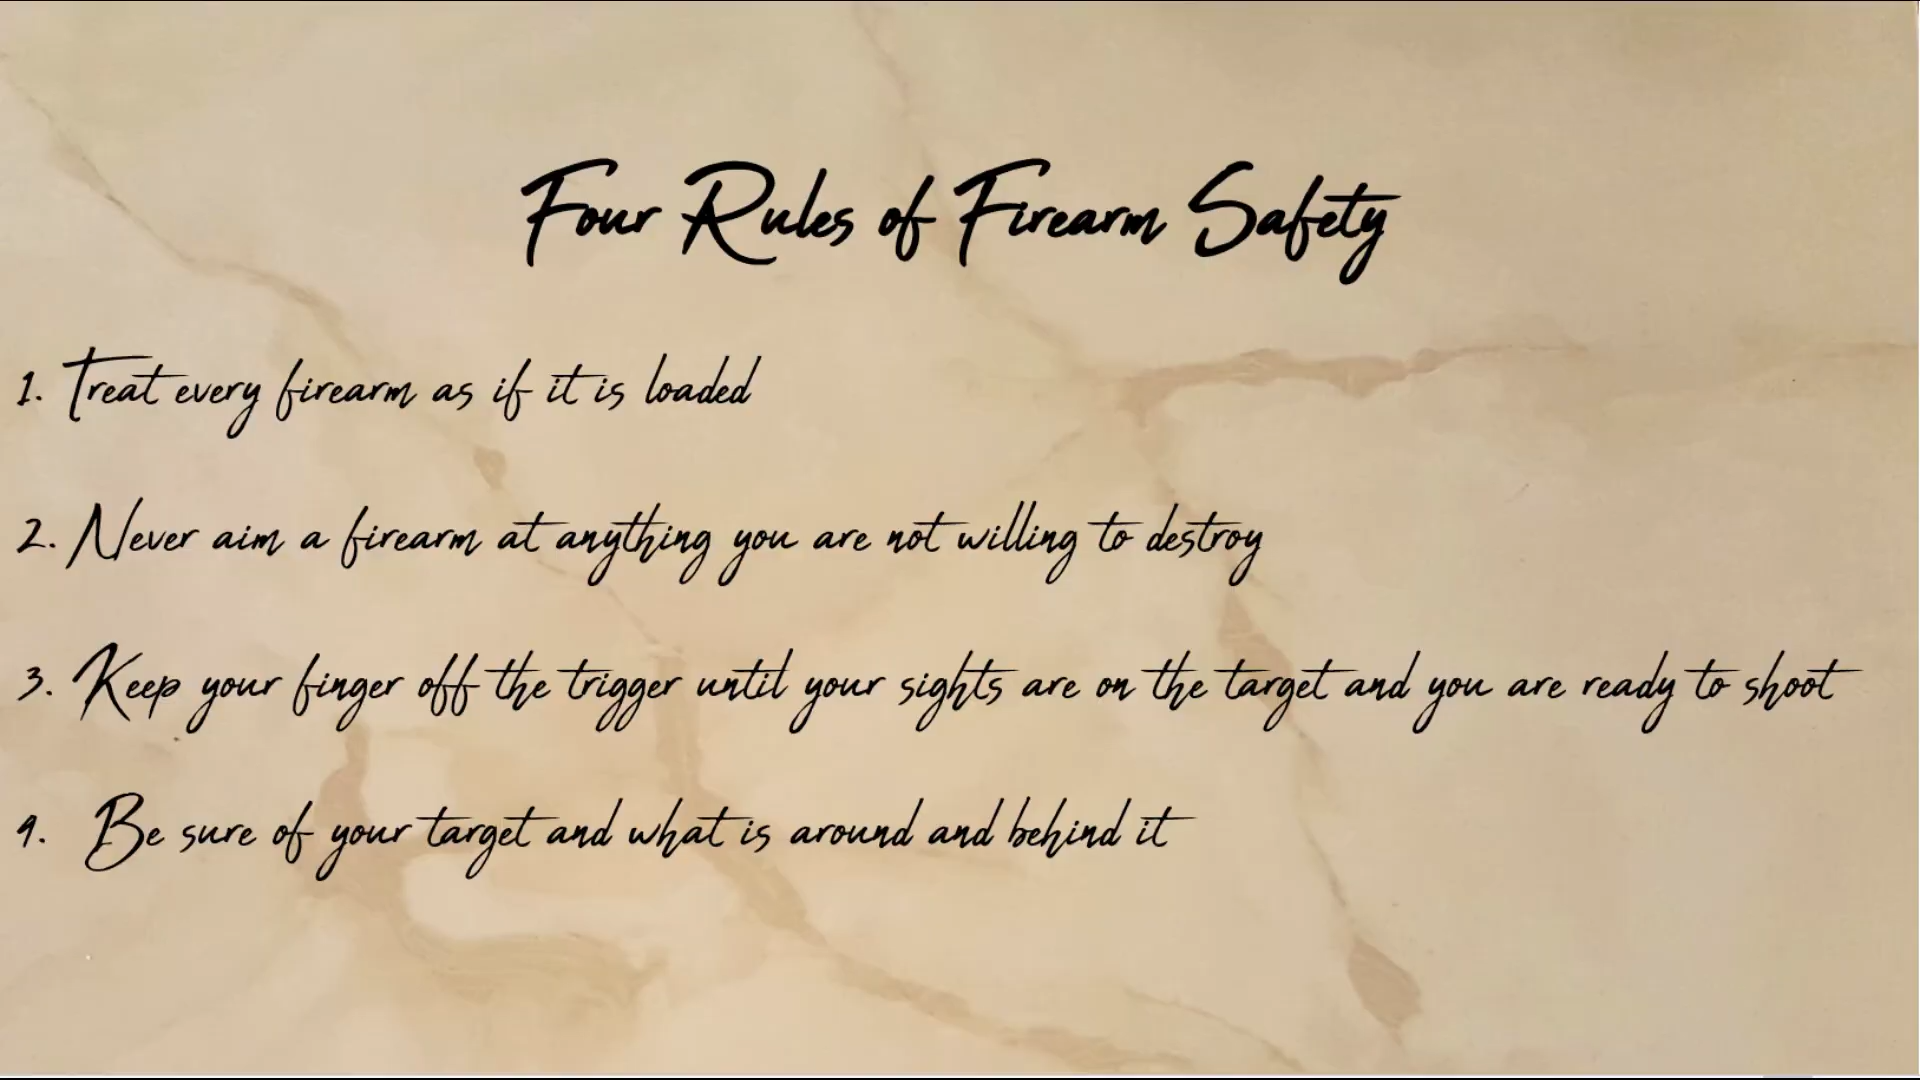 Four Rules of Firearm Safety
1. Treat every firearm as if it is loaded
2. Never aim a firearm at anything you are not willing to destroy
3. Keep your finger off the trigger until your sights are on the target and you are ready to shoot
4. Be sure of your target and what is around and behind it